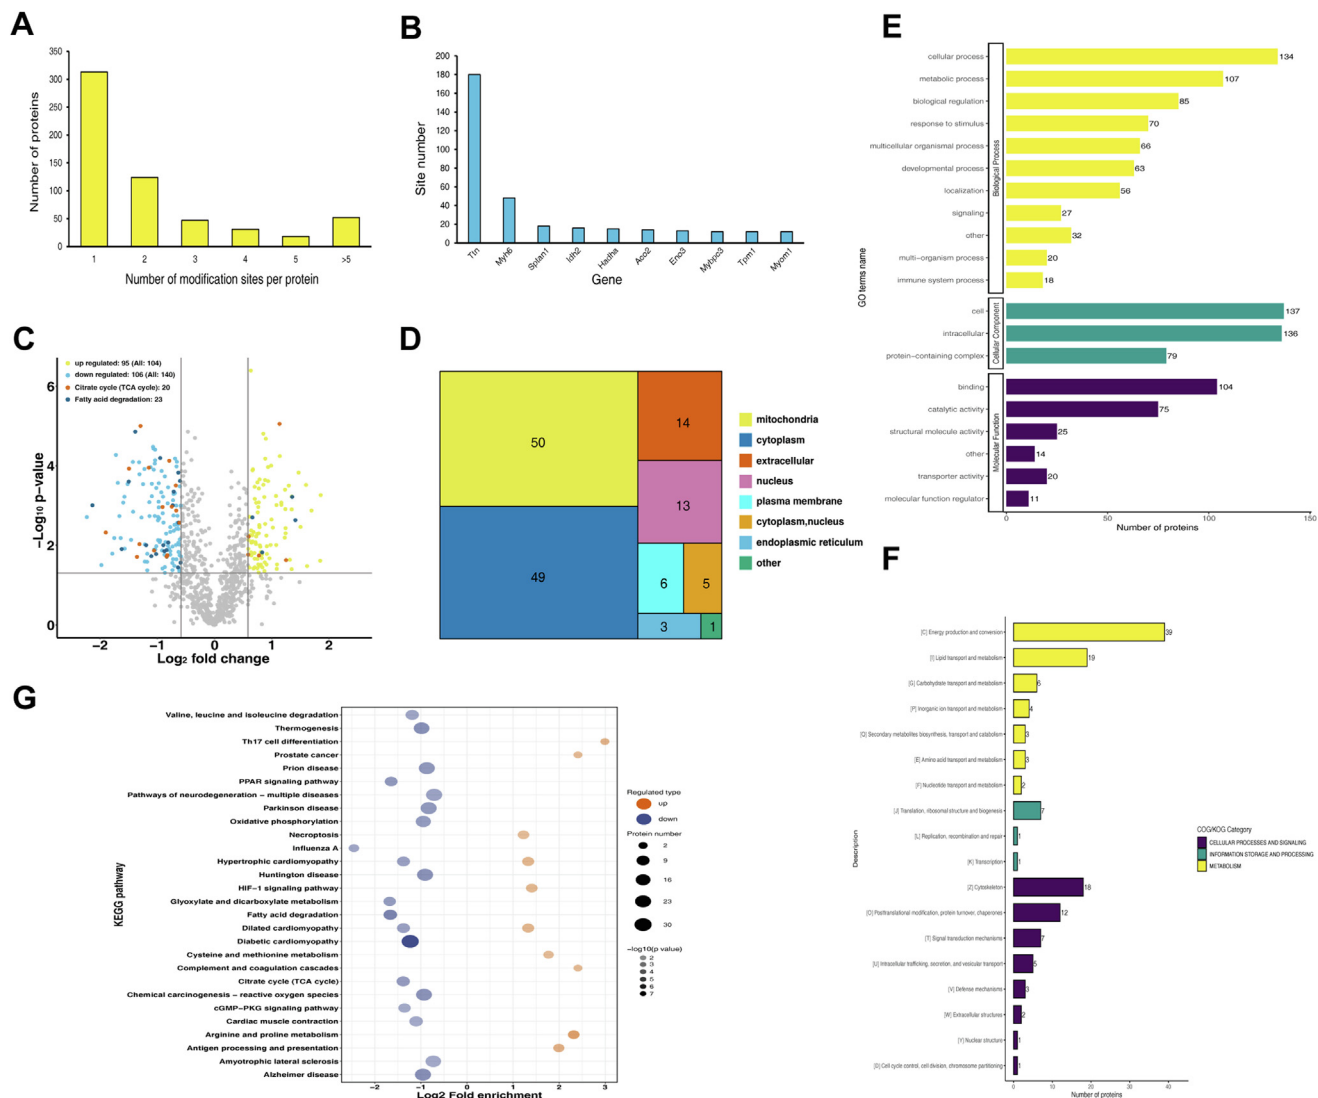 A
350
300
250
200
150
100
50
0
Number of proteins
1 2 3 4 5 >5
Number of modification sites per protein
B
200
180
160
140
120
100
80
60
40
20
0
Site number
Ttn Myh6 Sptan1 Idh2 Hadha Aco2 Eno3 Mybpc3 Tpm1 Myom1
Gene
C
up regulated: 95 (All: 104)
down regulated: 106 (All: 140)
Citrate cycle (TCA cycle): 20
Fatty acid degradation: 23
6
4
2
0
−Log10 p-value
−2 −1 0 1 2
Log2 fold change
D
50
49
14
13
6
5
3
1
mitochondria
cytoplasm
extracellular
nucleus
plasma membrane
cytoplasm,nucleus
endoplasmic reticulum
other
E
GO terms name
Biological Process
cellular process 134
metabolic process 107
biological regulation 85
response to stimulus 70
multicellular organismal process 66
developmental process 63
localization 56
signaling 27
other 32
multi−organism process 20
immune system process 18
Cellular Component
cell 137
intracellular 136
protein−containing complex 79
Molecular Function
binding 104
catalytic activity 75
structural molecule activity 25
other 14
transporter activity 20
molecular function regulator 11
0 50 100 150
Number of proteins
F
Description
[C] Energy production and conversion 39
[I] Lipid transport and metabolism 19
[G] Carbohydrate transport and metabolism 6
[P] Inorganic ion transport and metabolism 4
[Q] Secondary metabolites biosynthesis, transport and catabolism 3
[E] Amino acid transport and metabolism 3
[F] Nucleotide transport and metabolism 2
[J] Translation, ribosomal structure and biogenesis 7
[L] Replication, recombination and repair 1
[K] Transcription 1
[Z] Cytoskeleton 18
[O] Posttranslational modification, protein turnover, chaperones 12
[T] Signal transduction mechanisms 7
[U] Intracellular trafficking, secretion, and vesicular transport 5
[V] Defense mechanisms 3
[W] Extracellular structures 2
[Y] Nuclear structure 1
[D] Cell cycle control, cell division, chromosome partitioning 1
0 10 20 30 40
Number of proteins
COG/KOG Category
CELLULAR PROCESSES AND SIGNALING
INFORMATION STORAGE AND PROCESSING
METABOLISM
G
KEGG pathway
Valine, leucine and isoleucine degradation
Thermogenesis
Th17 cell differentiation
Prostate cancer
Prion disease
PPAR signaling pathway
Pathways of neurodegeneration − multiple diseases
Parkinson disease
Oxidative phosphorylation
Necroptosis
Influenza A
Hypertrophic cardiomyopathy
Huntington disease
HIF−1 signaling pathway
Glyoxylate and dicarboxylate metabolism
Fatty acid degradation
Dilated cardiomyopathy
Diabetic cardiomyopathy
Cysteine and methionine metabolism
Complement and coagulation cascades
Citrate cycle (TCA cycle)
Chemical carcinogenesis − reactive oxygen species
cGMP−PKG signaling pathway
Cardiac muscle contraction
Arginine and proline metabolism
Antigen processing and presentation
Amyotrophic lateral sclerosis
Alzheimer disease
−2 −1 0 1 2 3
Log2 Fold enrichment
Regulated type
up
down
Protein number
2
9
16
23
30
−log10(p value)
2
3
4
5
6
7